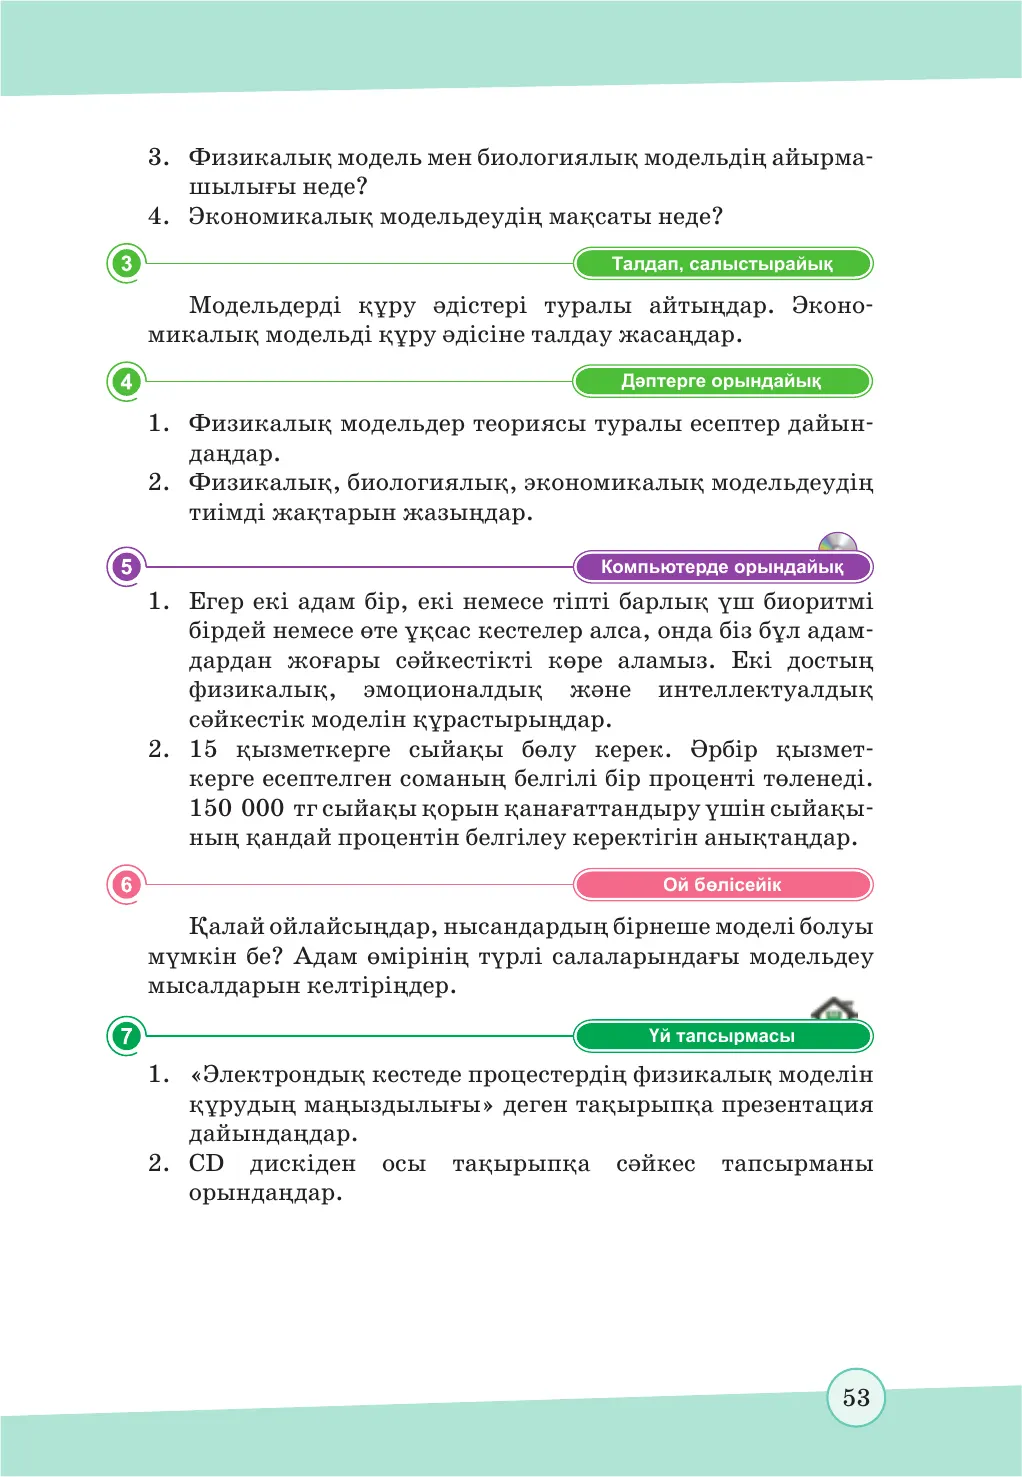 3. Физикалық модель мен биологиялық модельдің айырма-
шылығы неде?
4. Экономикалық модельдеудің мақсаты неде?
3 Талдап, салыстырайық
Модельдерді құру әдістері туралы айтыңдар. Эконо-
микалық модельді құру әдісіне талдау жасаңдар.
4 Дәптерге орындайық
1. Физикалық модельдер теориясы туралы есептер дайын-
даңдар.
2. Физикалық, биологиялық, экономикалық модельдеудің
тиімді жақтарын жазыңдар.
5 Компьютерде орындайық
1. Егер екі адам бір, екі немесе тіпті барлық үш биоритмі
бірдей немесе өте ұқсас кестелер алса, онда біз бұл адам-
дардан жоғары сәйкестікті көре аламыз. Екі достың
физикалық, эмоционалдық және интеллектуалдық
сәйкестік моделін құрастырыңдар.
2. 15 қызметкерге сыйақы бөлу керек. Әрбір қызмет-
керге есептелген соманың белгілі бір проценті төленеді.
150 000 тг сыйақы қорын қанағаттандыру үшін сыйақы-
ның қандай процентін белгілеу керектігін анықтаңдар.
6 Ой бөлісейік
Қалай ойлайсыңдар, нысандардың бірнеше моделі болуы
мүмкін бе? Адам өмірінің түрлі салаларындағы модельдеу
мысалдарын келтіріңдер.
7 Үй тапсырмасы
1. «Электрондық кестеде процестердің физикалық моделін
құрудың маңыздылығы» деген тақырыпқа презентация
дайындаңдар.
2. CD дискіден осы тақырыпқа сәйкес тапсырманы
орындаңдар.
53